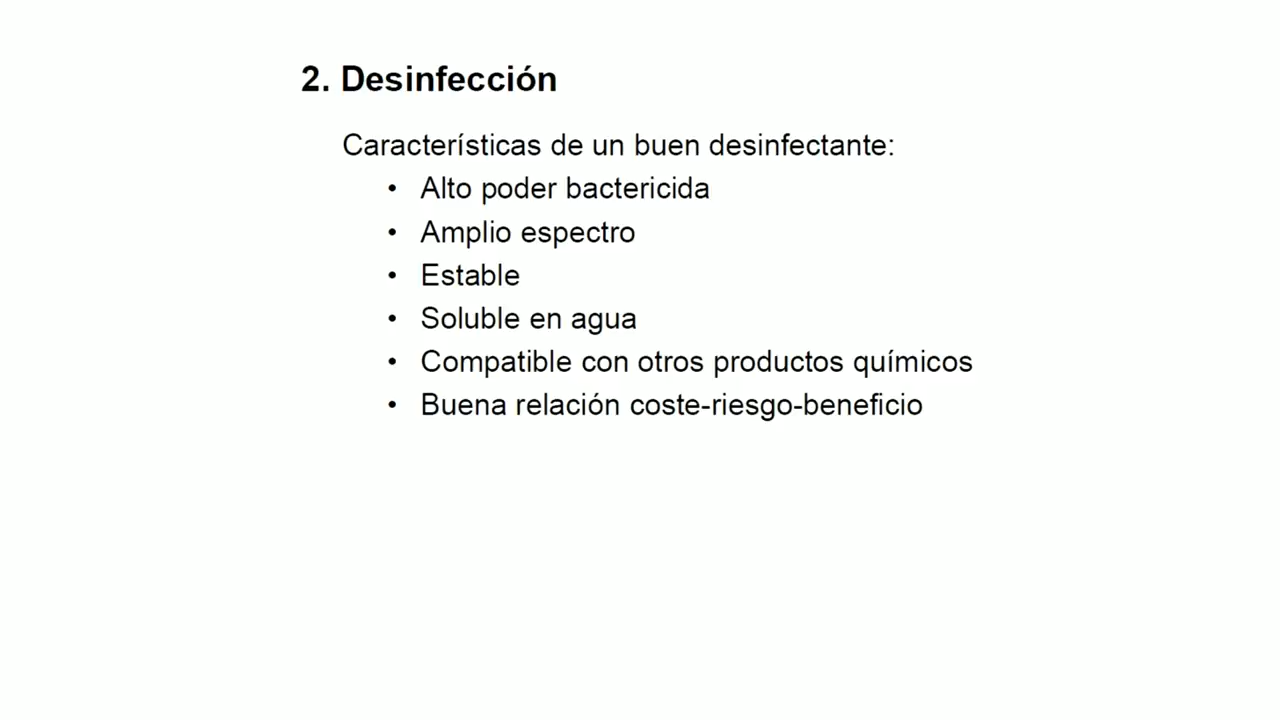 2. Desinfección
Características de un buen desinfectante:
• Alto poder bactericida
• Amplio espectro
• Estable
• Soluble en agua
• Compatible con otros productos químicos
• Buena relación coste-riesgo-beneficio